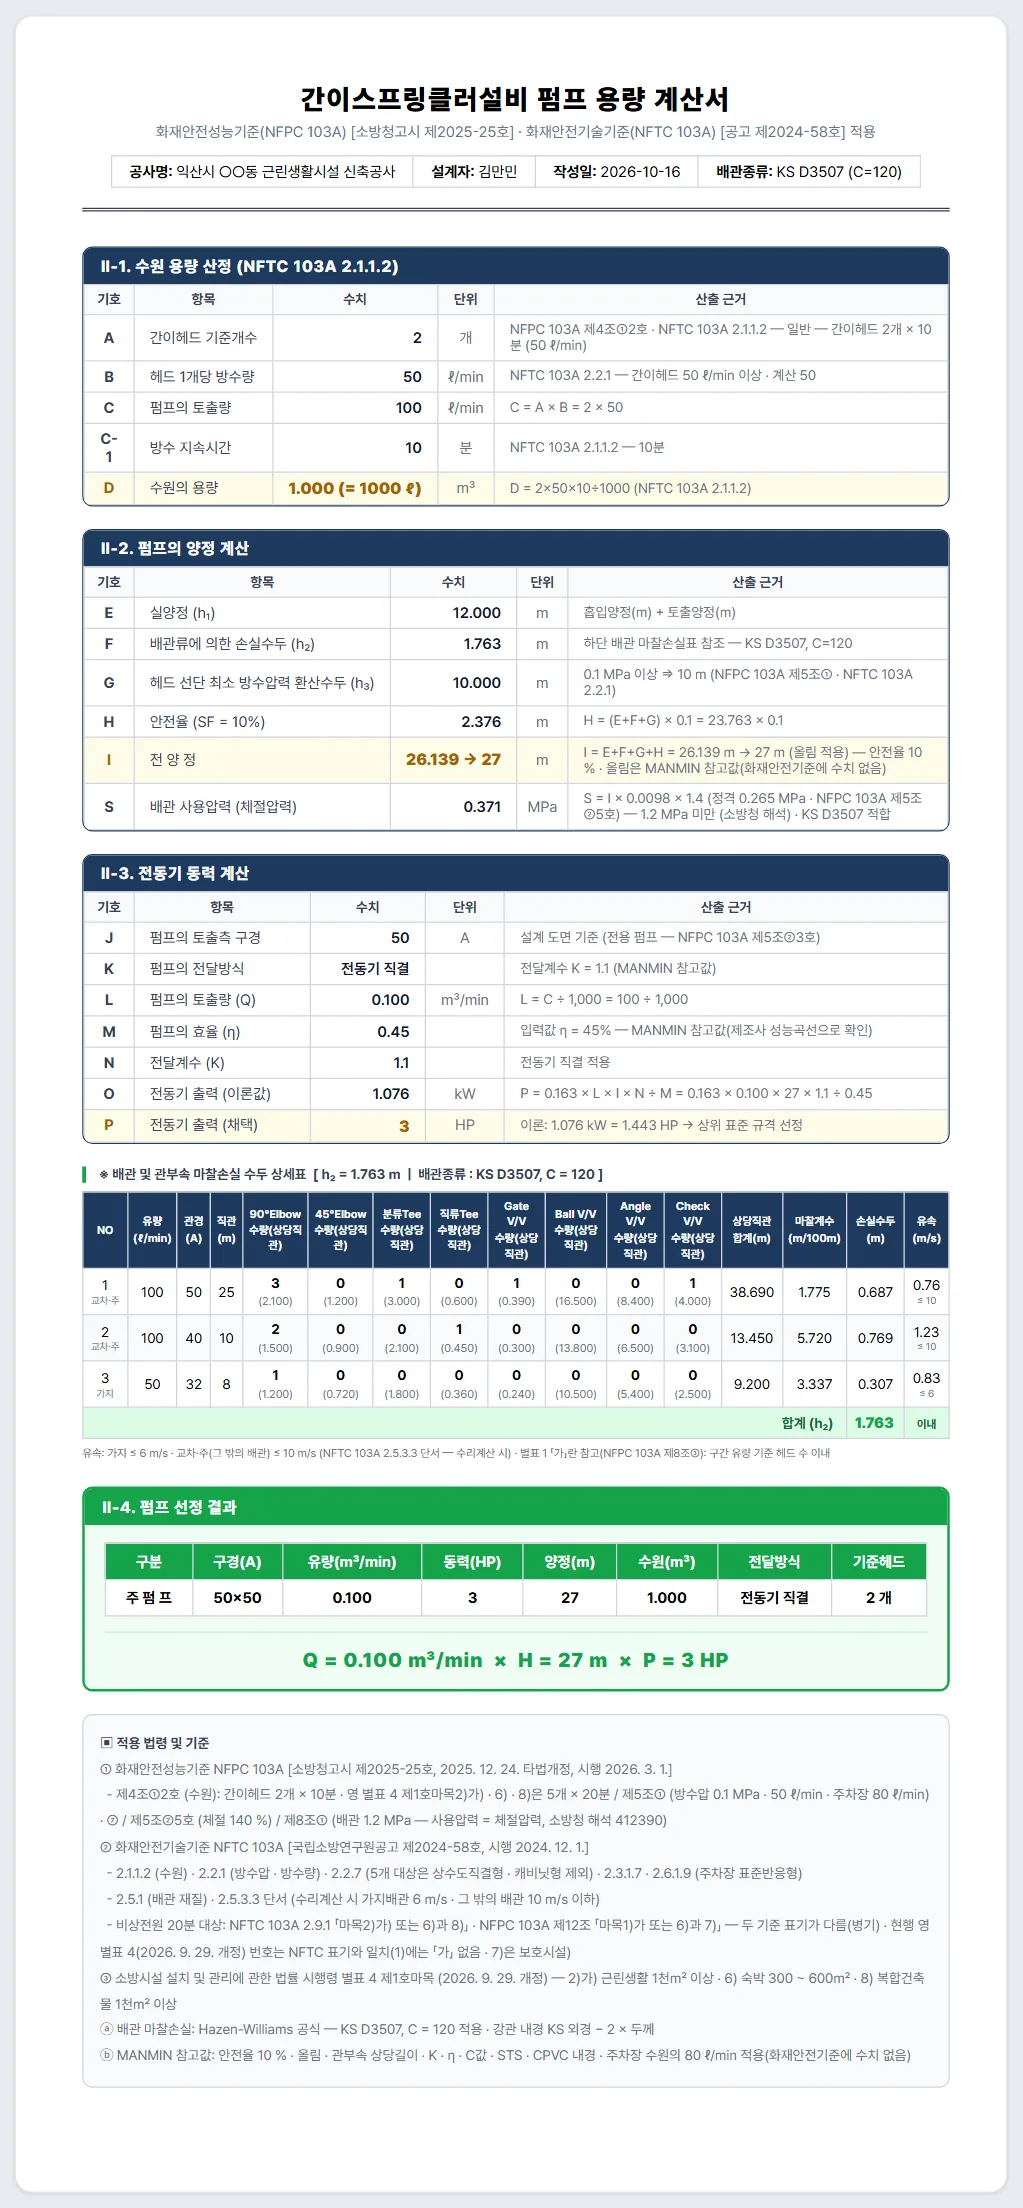 간이스프링클러설비 펌프 용량 계산서
화재안전성능기준(NFPC 103A) [소방청고시 제2025-25호] · 화재안전기술기준(NFTC 103A) [공고 제2024-58호] 적용
공사명: 익산시 ○○동 근린생활시설 신축공사 설계자: 김만민 작성일: 2026-10-16 배관종류: KS D3507 (C=120)
II-1. 수원 용량 산정 (NFTC 103A 2.1.1.2)
기호 항목 수치 단위 산출 근거
A 간이헤드 기준개수 2 개 NFPC 103A 제4조①2호 · NFTC 103A 2.1.1.2 — 일반 — 간이헤드 2개 × 10
분 (50 ℓ/min)
B 헤드 1개당 방수량 50 ℓ/min NFTC 103A 2.2.1 — 간이헤드 50 ℓ/min 이상 · 계산 50
C 펌프의 토출량 100 ℓ/min C = A × B = 2 × 50
C-
1 방수 지속시간 10 분 NFTC 103A 2.1.1.2 — 10분
D 수원의 용량 1.000 (= 1000 ℓ) m³ D = 2×50×10÷1000 (NFTC 103A 2.1.1.2)
II-2. 펌프의 양정 계산
기호 항목 수치 단위 산출 근거
E 실양정 (h₁) 12.000 m 흡입양정(m) + 토출양정(m)
F 배관류에 의한 손실수두 (h₂) 1.763 m 하단 배관 마찰손실표 참조 — KS D3507, C=120
G 헤드 선단 최소 방수압력 환산수두 (h₃) 10.000 m 0.1 MPa 이상 ⇒ 10 m (NFPC 103A 제5조① · NFTC 103A
2.2.1)
H 안전율 (SF = 10%) 2.376 m H = (E+F+G) × 0.1 = 23.763 × 0.1
I 전 양 정 26.139 → 27 m I = E+F+G+H = 26.139 m → 27 m (올림 적용) — 안전율 10
% · 올림은 MANMIN 참고값(화재안전기준에 수치 없음)
S 배관 사용압력 (체절압력) 0.371 MPa S = I × 0.0098 × 1.4 (정격 0.265 MPa · NFPC 103A 제5조
②5호) — 1.2 MPa 미만 (소방청 해석) · KS D3507 적합
II-3. 전동기 동력 계산
기호 항목 수치 단위 산출 근거
J 펌프의 토출측 구경 50 A 설계 도면 기준 (전용 펌프 — NFPC 103A 제5조②3호)
K 펌프의 전달방식 전동기 직결 전달계수 K = 1.1 (MANMIN 참고값)
L 펌프의 토출량 (Q) 0.100 m³/min L = C ÷ 1,000 = 100 ÷ 1,000
M 펌프의 효율 (η) 0.45 입력값 η = 45% — MANMIN 참고값(제조사 성능곡선으로 확인)
N 전달계수 (K) 1.1 전동기 직결 적용
O 전동기 출력 (이론값) 1.076 kW P = 0.163 × L × I × N ÷ M = 0.163 × 0.100 × 27 × 1.1 ÷ 0.45
P 전동기 출력 (채택) 3 HP 이론: 1.076 kW = 1.443 HP → 상위 표준 규격 선정
※ 배관 및 관부속 마찰손실 수두 상세표 [ h₂ = 1.763 m | 배관종류 : KS D3507, C = 120 ]
NO 유량 (ℓ/min) 관경 (A) 직관 (m) 90°Elbow 수량(상당직관) 45°Elbow 수량(상당직관) 분류Tee 수량(상당직관) 직류Tee 수량(상당직관) Gate V/V 수량(상당직관) Ball V/V 수량(상당직관) Angle V/V 수량(상당직관) Check V/V 수량(상당직관) 상당직관 합계(m) 마찰계수 (m/100m) 손실수두 (m) 유속 (m/s)
1 100 50 25 3 0 1 0 1 0 0 1 38.690 1.775 0.687 0.76
교차·주 (2.100) (1.200) (3.000) (0.600) (0.390) (16.500) (8.400) (4.000) ≤ 10
2 100 40 10 2 0 0 1 0 0 0 0 13.450 5.720 0.769 1.23
교차·주 (1.500) (0.900) (2.100) (0.450) (0.300) (13.800) (6.500) (3.100) ≤ 10
3 50 32 8 1 0 0 0 0 0 0 0 9.200 3.337 0.307 0.83
가지 (1.200) (0.720) (1.800) (0.360) (0.240) (10.500) (5.400) (2.500) ≤ 6
합계 (h₂) 1.763 이내
유속: 가지 ≤ 6 m/s · 교차·주(그 밖의 배관) ≤ 10 m/s (NFTC 103A 2.5.3.3 단서 — 수리계산 시) · 별표 1 「가」란 참고(NFPC 103A 제8조③): 구간 유량 기준 헤드 수 이내
II-4. 펌프 선정 결과
구분 구경(A) 유량(m³/min) 동력(HP) 양정(m) 수원(m³) 전달방식 기준헤드
주 펌 프 50×50 0.100 3 27 1.000 전동기 직결 2 개
Q = 0.100 m³/min × H = 27 m × P = 3 HP
▣ 적용 법령 및 기준
① 화재안전성능기준 NFPC 103A [소방청고시 제2025-25호, 2025. 12. 24. 타법개정, 시행 2026. 3. 1.]
- 제4조①2호 (수원): 간이헤드 2개 × 10분 · 영 별표 4 제1호마목2)가) · 6) · 8)은 5개 × 20분 / 제5조① (방수압 0.1 MPa · 50 ℓ/min · 주차장 80 ℓ/min)
· ⑦ / 제5조②5호 (체절 140 %) / 제8조① (배관 1.2 MPa — 사용압력 = 체절압력, 소방청 해석 412390)
② 화재안전기술기준 NFTC 103A [국립소방연구원공고 제2024-58호, 시행 2024. 12. 1.]
- 2.1.1.2 (수원) · 2.2.1 (방수압 · 방수량) · 2.2.7 (5개 대상은 상수도직결형 · 캐비닛형 제외) · 2.3.1.7 · 2.6.1.9 (주차장 표준반응형)
- 2.5.1 (배관 재질) · 2.5.3.3 단서 (수리계산 시 가지배관 6 m/s · 그 밖의 배관 10 m/s 이하)
- 비상전원 20분 대상: NFTC 103A 2.9.1 「마목2)가) 또는 6)과 8)」 · NFPC 103A 제12조 「마목1)가 또는 6)과 7)」 — 두 기준 표기가 다름(병기) · 현행 영
별표 4(2026. 9. 29. 개정) 번호는 NFTC 표기와 일치(1)에는 「가」 없음 · 7)은 보호시설)
③ 소방시설 설치 및 관리에 관한 법률 시행령 별표 4 제1호마목 (2026. 9. 29. 개정) — 2)가) 근린생활 1천m² 이상 · 6) 숙박 300 ~ 600m² · 8) 복합건축
물 1천m² 이상
ⓐ 배관 마찰손실: Hazen-Williams 공식 — KS D3507, C = 120 적용 · 강관 내경 KS 외경 − 2 × 두께
ⓑ MANMIN 참고값: 안전율 10 % · 올림 · 관부속 상당길이 · K · η · C값 · STS · CPVC 내경 · 주차장 수원의 80 ℓ/min 적용(화재안전기준에 수치 없음)